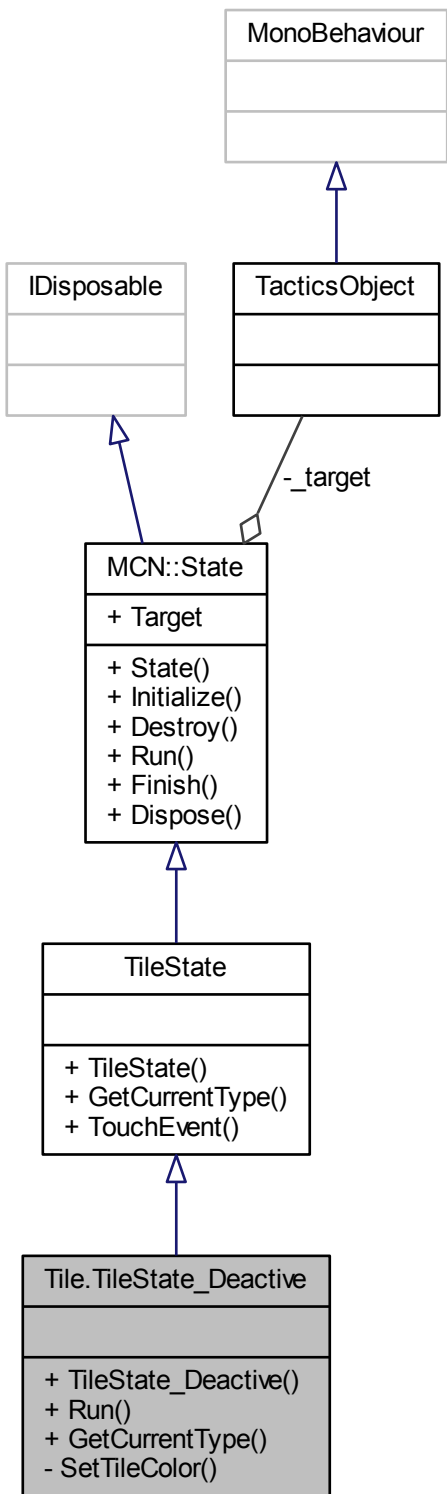 MonoBehaviour
IDisposable
TacticsObject
-_target
MCN::State
+ Target
+ State()
+ Initialize()
+ Destroy()
+ Run()
+ Finish()
+ Dispose()
TileState
+ TileState()
+ GetCurrentType()
+ TouchEvent()
Tile.TileState_Deactive
+ TileState_Deactive()
+ Run()
+ GetCurrentType()
- SetTileColor()